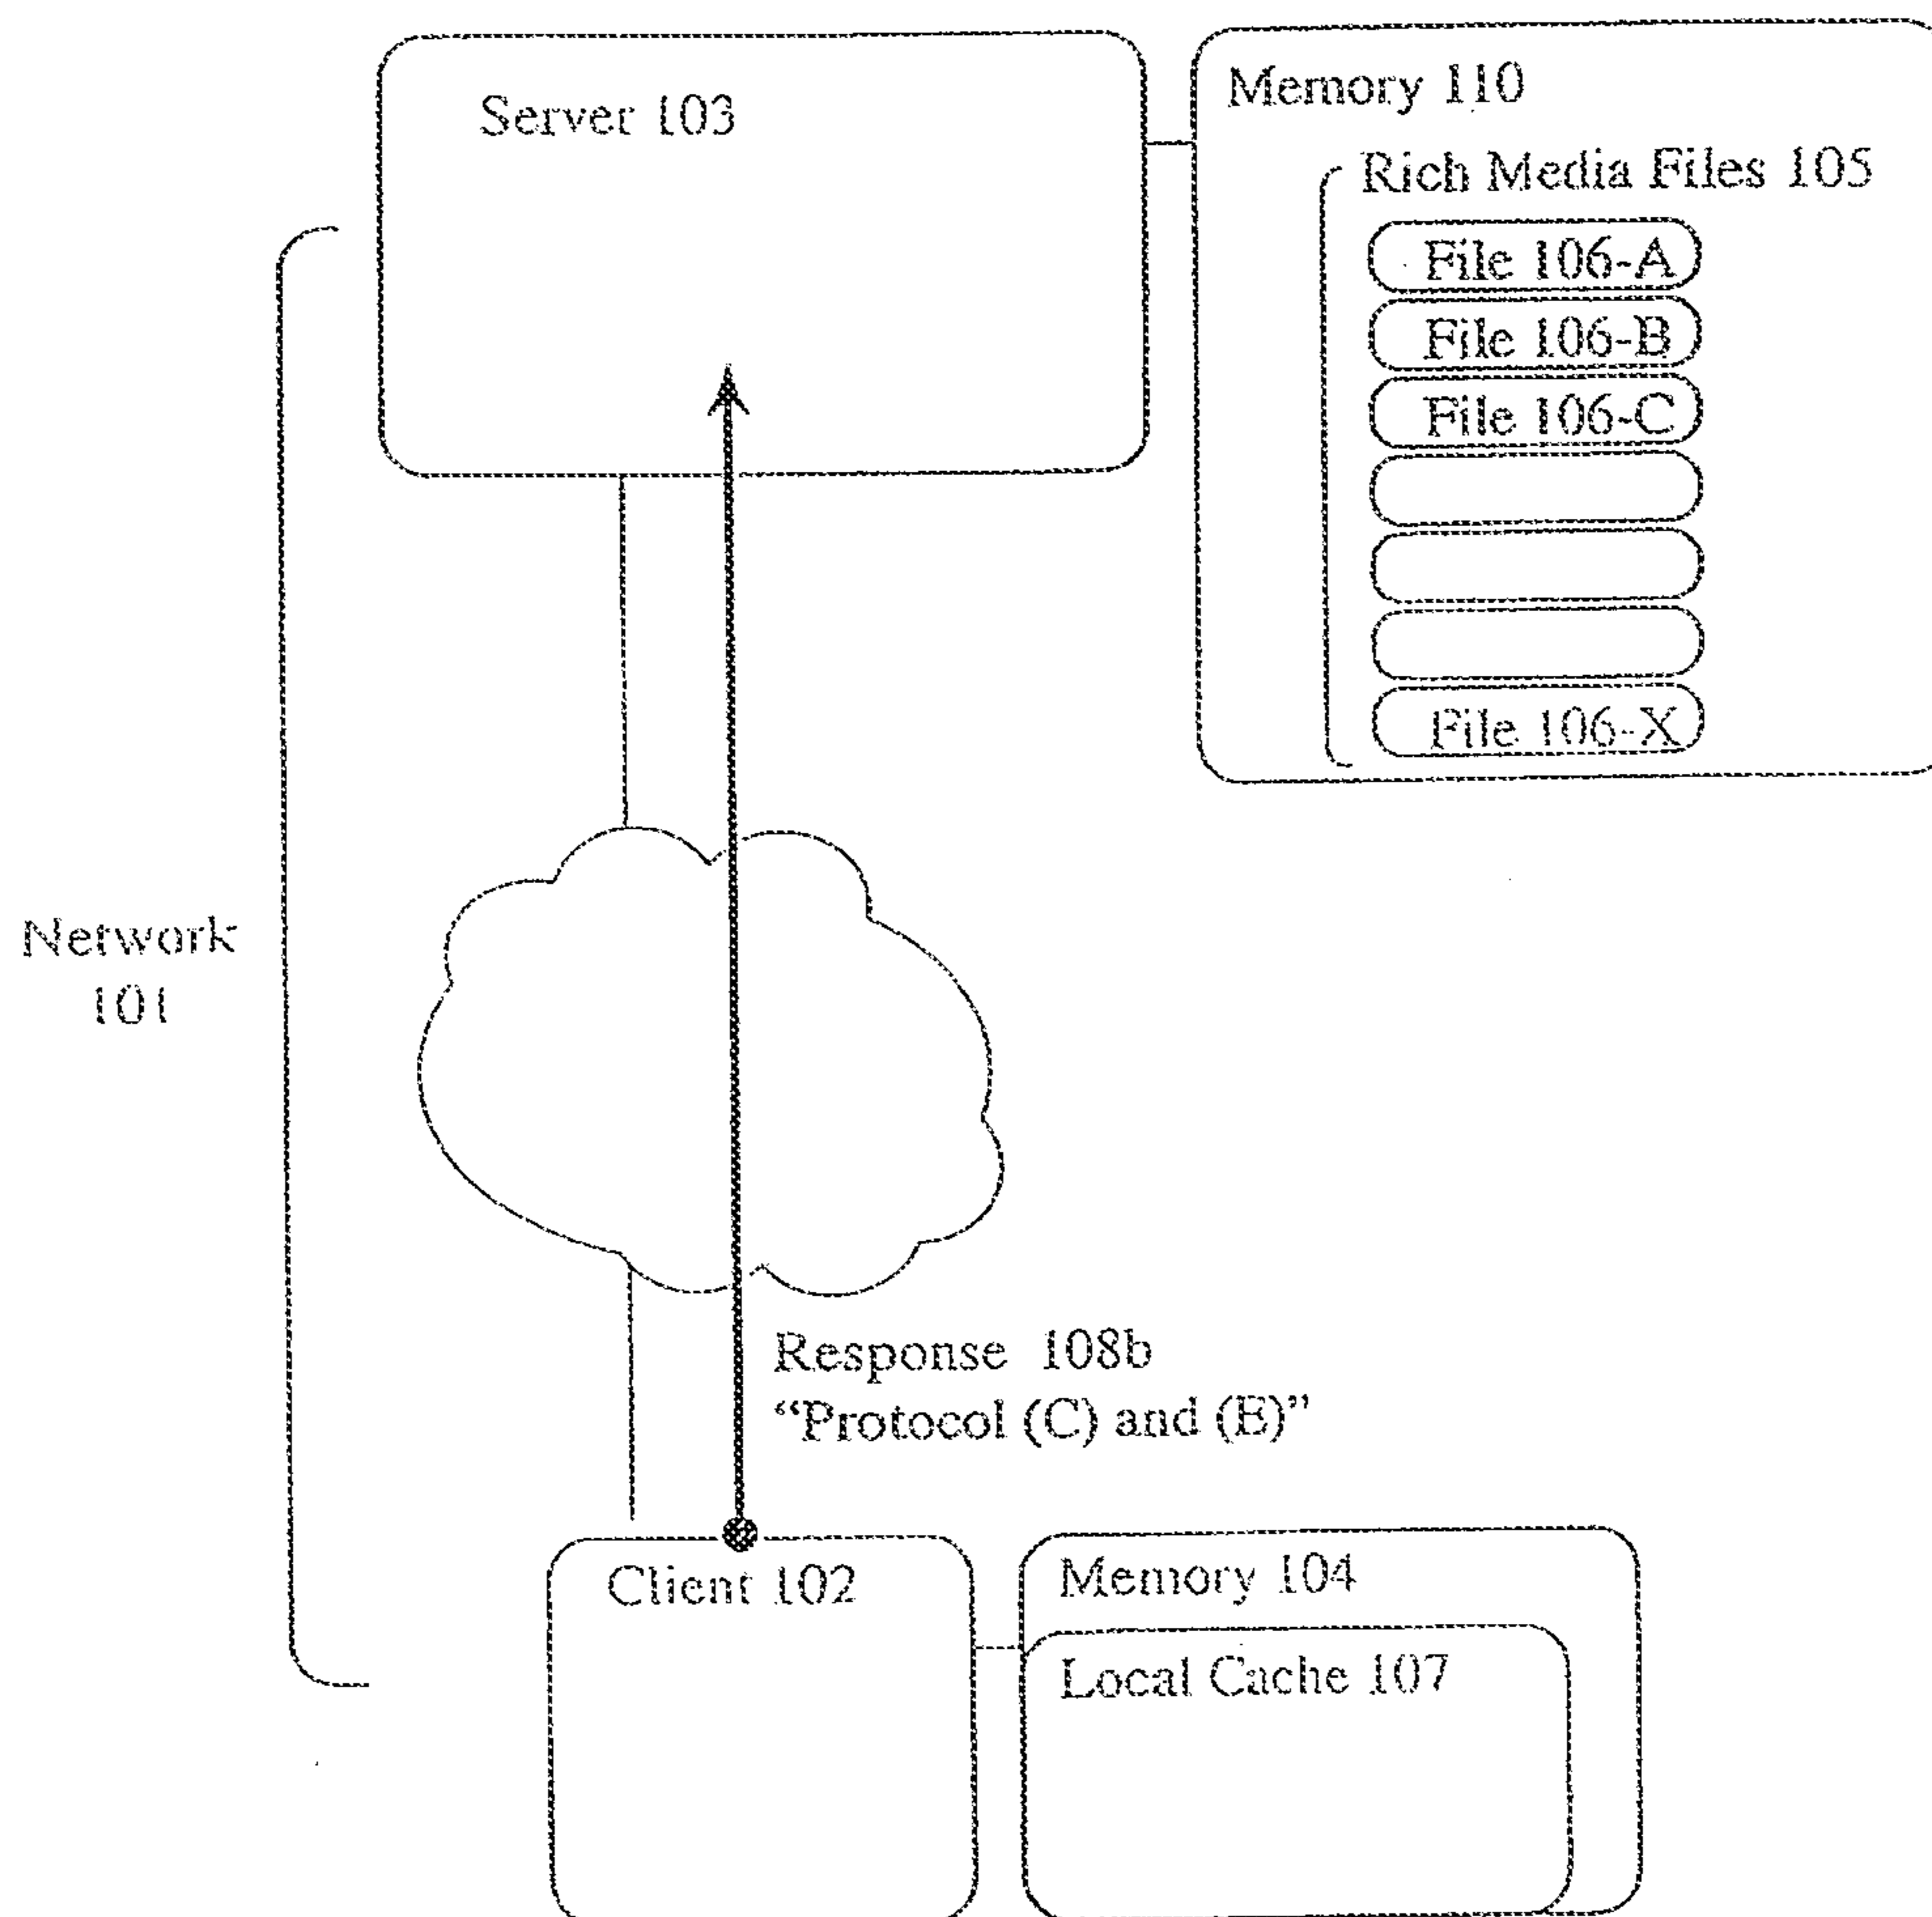 Server 103
Memory 110
Rich Media Files 105
File 106-A
File 106-B
File 106-C
File 106-X
Network
101
Response 108b
“Protocol (C) and (E)”
Client 102
Memory 104
Local Cache 107